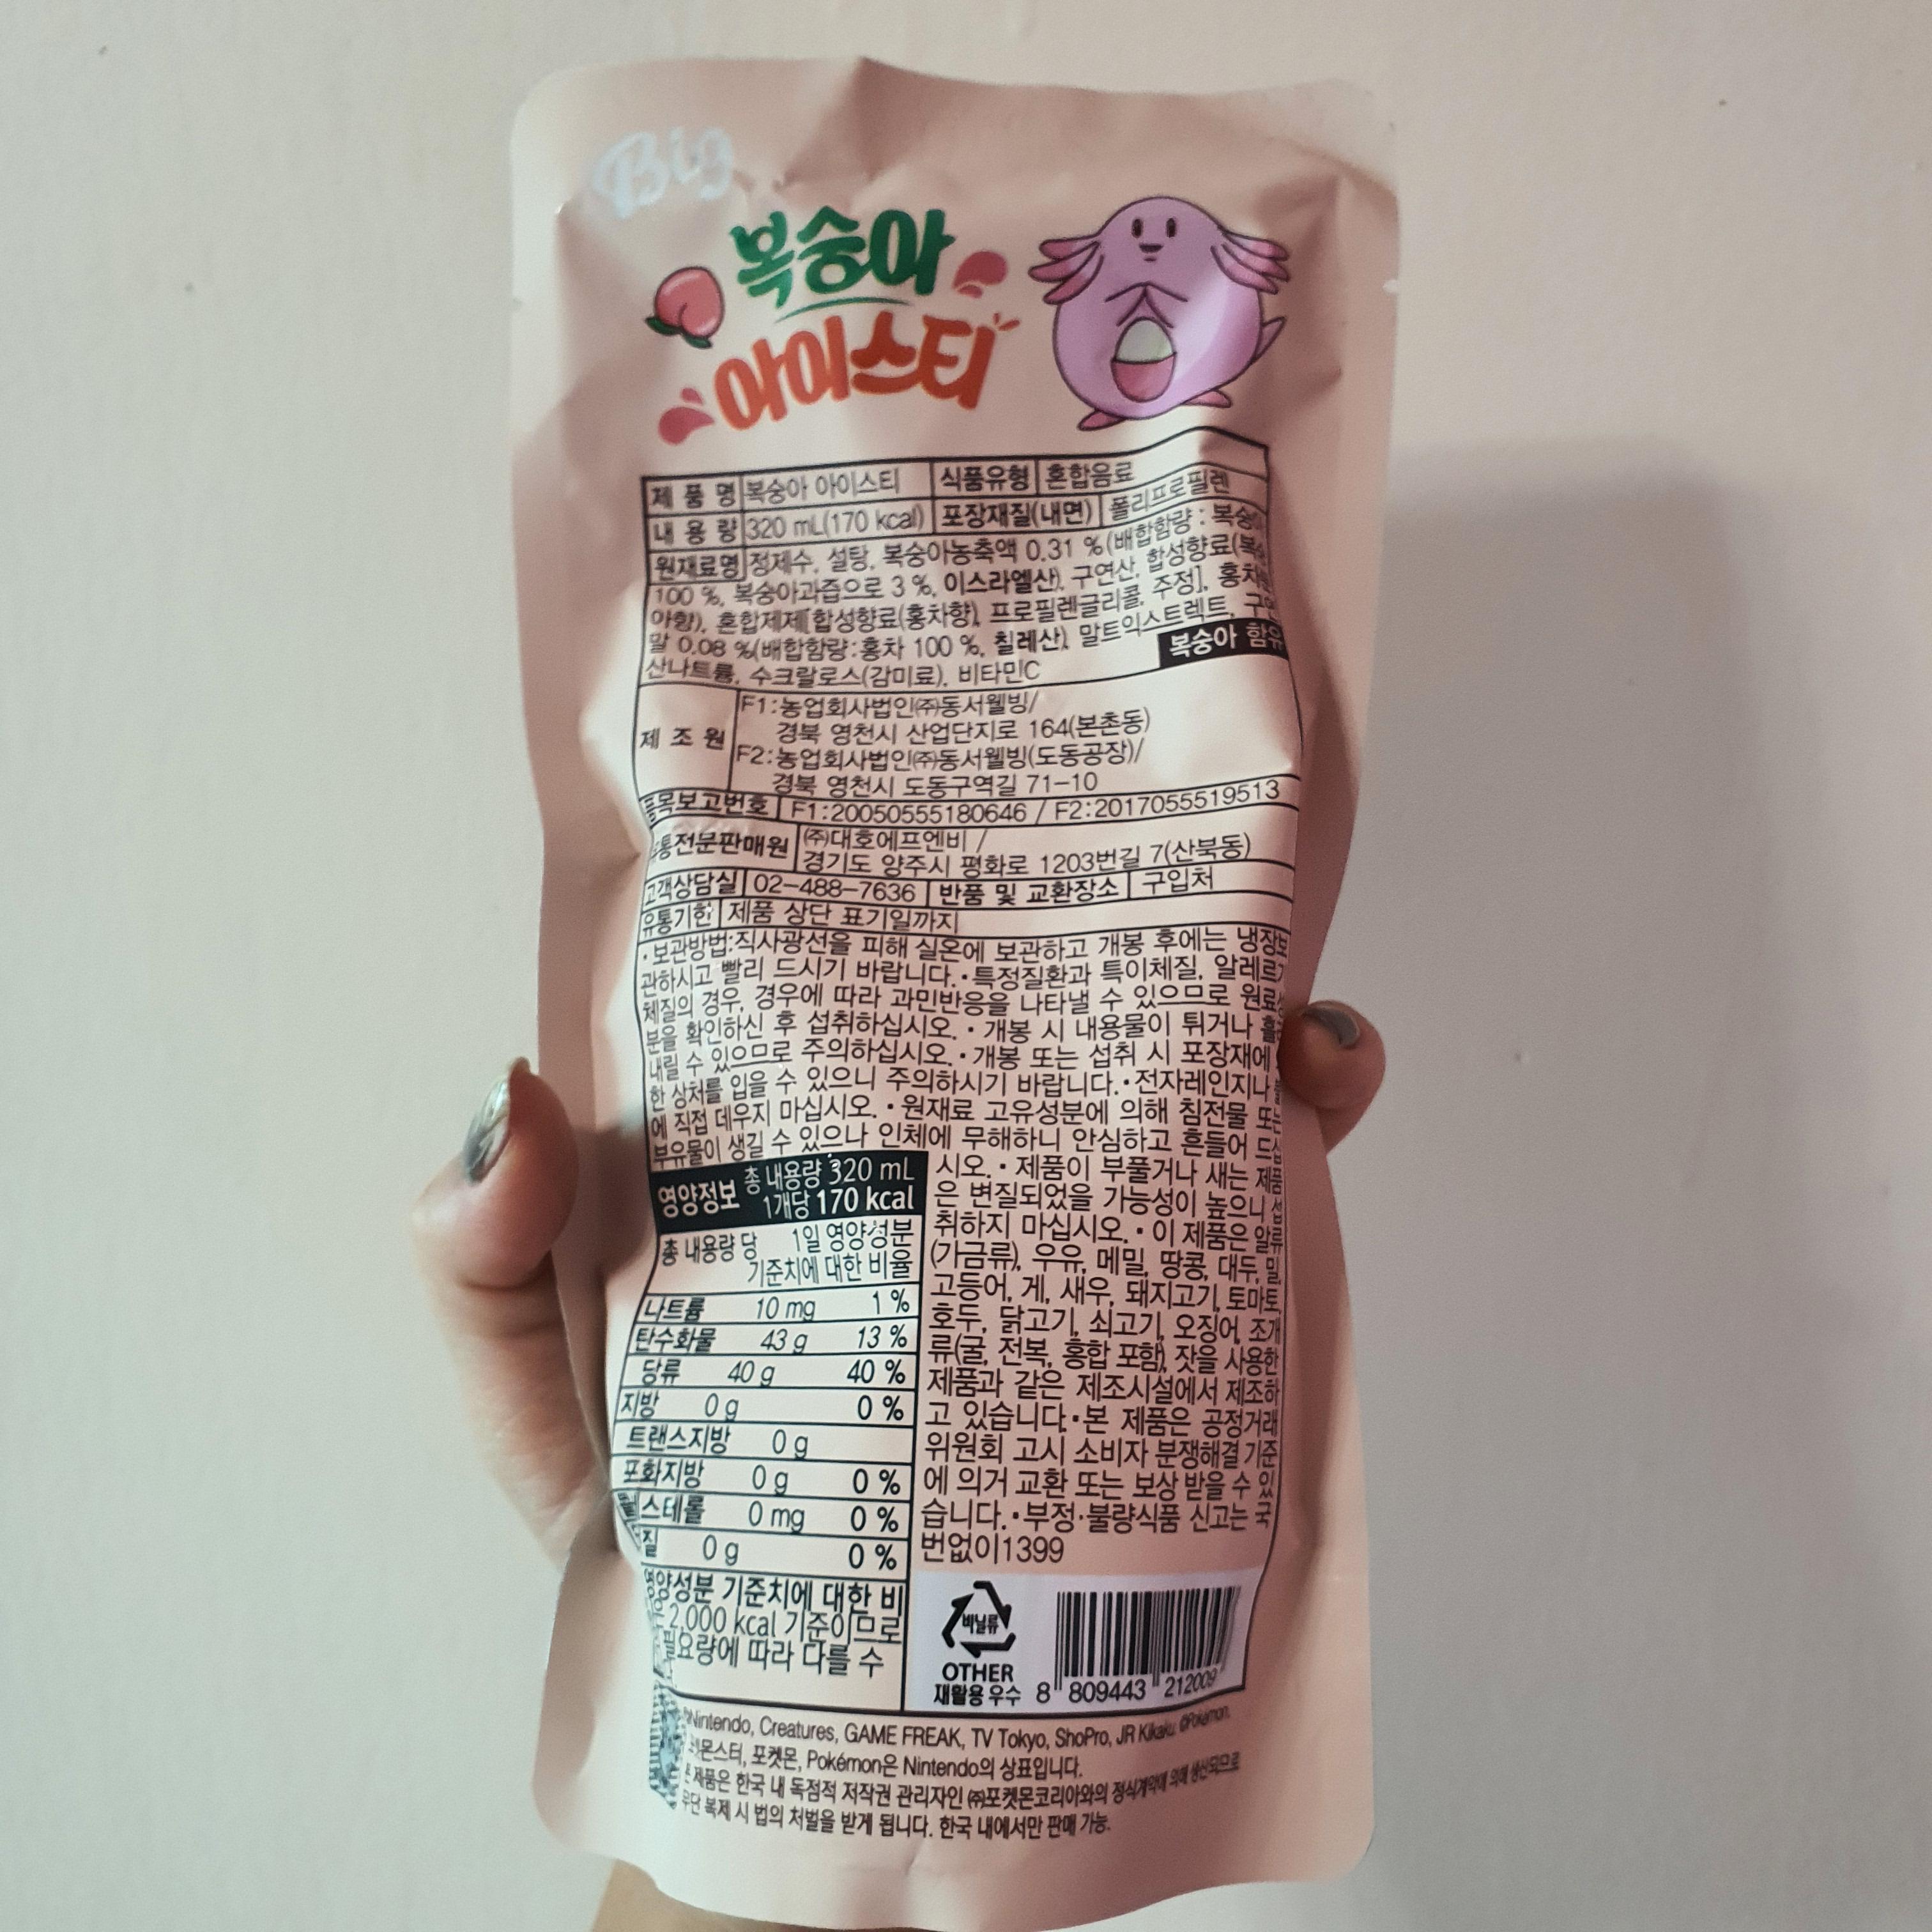 Big
복숭아
아이스티
제 품 명 복숭아 아이스티 식품유형 혼합음료
내 용 량 320 mL(170 kcal) 포장재질(내면) 폴리프로필렌
원재료명 정제수, 설탕, 복숭아농축액 0.31 %(배합함량 : 복숭아
100 %, 복숭아과즙으로 3 %, 이스라엘산), 구연산, 합성향료(복숭
아향), 혼합제제[합성향료(홍차향), 프로필렌글리콜, 주정], 홍차분
말 0.08 %(배합함량:홍차 100 %, 칠레산), 말트익스트렉트, 구연
산나트륨, 수크랄로스(감미료), 비타민C
복숭아 함유
제 조 원 F1:농업회사법인㈜동서웰빙/
경북 영천시 산업단지로 164(본촌동)
F2:농업회사법인㈜동서웰빙(도동공장)/
경북 영천시 도동구역길 71-10
품목보고번호 F1:20050555180646 / F2:2017055519513
유통전문판매원 ㈜대호에프엔비 /
경기도 양주시 평화로 1203번길 7(산북동)
고객상담실 02-488-7636 반품 및 교환장소 구입처
유통기한 제품 상단 표기일까지
• 보관방법:직사광선을 피해 실온에 보관하고 개봉 후에는 냉장보
관하시고 빨리 드시기 바랍니다. • 특정질환과 특이체질, 알레르기
체질의 경우, 경우에 따라 과민반응을 나타낼 수 있으므로 원료성
분을 확인하신 후 섭취하십시오. • 개봉 시 내용물이 튀거나 흘러
내릴 수 있으므로 주의하십시오. • 개봉 또는 섭취 시 포장재에
한 상처를 입을 수 있으니 주의하시기 바랍니다. • 전자레인지나
에 직접 데우지 마십시오. • 원재료 고유성분에 의해 침전물 또는
부유물이 생길 수 있으나 인체에 무해하니 안심하고 흔들어 드십
시오. • 제품이 부풀거나 새는 제품
은 변질되었을 가능성이 높으니 섭
취하지 마십시오. • 이 제품은 알류
(가금류), 우유, 메밀, 땅콩, 대두, 밀,
고등어, 게, 새우, 돼지고기, 토마토,
호두, 닭고기, 쇠고기, 오징어, 조개
류(굴, 전복, 홍합 포함), 잣을 사용한
제품과 같은 제조시설에서 제조하
고 있습니다. • 본 제품은 공정거래
위원회 고시 소비자 분쟁해결 기준
에 의거 교환 또는 보상 받을 수 있
습니다. • 부정·불량식품 신고는 국
번없이1399
영양정보 총 내용량 320 mL
1개당 170 kcal
총 내용량 당 1일 영양성분
기준치에 대한 비율
나트륨 10 mg 1 %
탄수화물 43 g 13 %
당류 40 g 40 %
지방 0 g 0 %
트랜스지방 0 g
포화지방 0 g 0 %
스테롤 0 mg 0 %
질 0 g 0 %
영양성분 기준치에 대한 비
2,000 kcal 기준이므로
필요량에 따라 다를 수
비닐류
OTHER
재활용 우수
8 809443 212009
Nintendo, Creatures, GAME FREAK, TV Tokyo, ShoPro, JR Kikaku. ©Pokémon.
몬스터, 포켓몬, Pokémon은 Nintendo의 상표입니다.
본 제품은 한국 내 독점적 저작권 관리자인 ㈜포켓몬코리아와의 정식계약에 의해 생산되므로
무단 복제 시 법의 처벌을 받게 됩니다. 한국 내에서만 판매 가능.